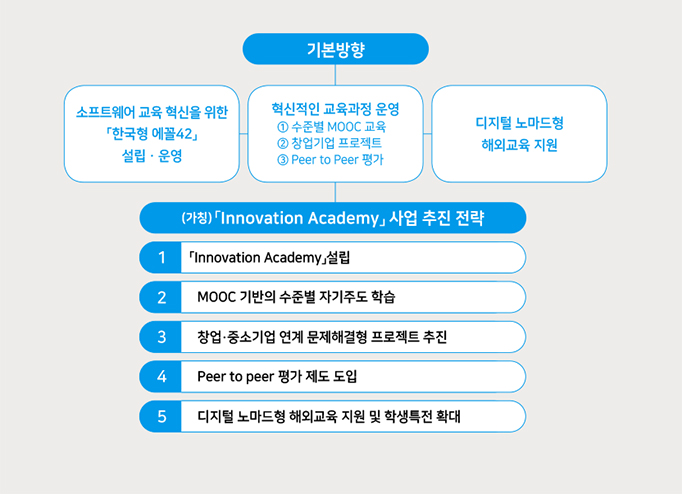 기본방향
소프트웨어 교육 혁신을 위한
「한국형 에꼴42」
설립 · 운영
혁신적인 교육과정 운영
① 수준별 MOOC 교육
② 창업기업 프로젝트
③ Peer to Peer 평가
디지털 노마드형
해외교육 지원
(가칭) 「Innovation Academy」 사업 추진 전략
1 「Innovation Academy」설립
2 MOOC 기반의 수준별 자기주도 학습
3 창업·중소기업 연계 문제해결형 프로젝트 추진
4 Peer to peer 평가 제도 도입
5 디지털 노마드형 해외교육 지원 및 학생특전 확대